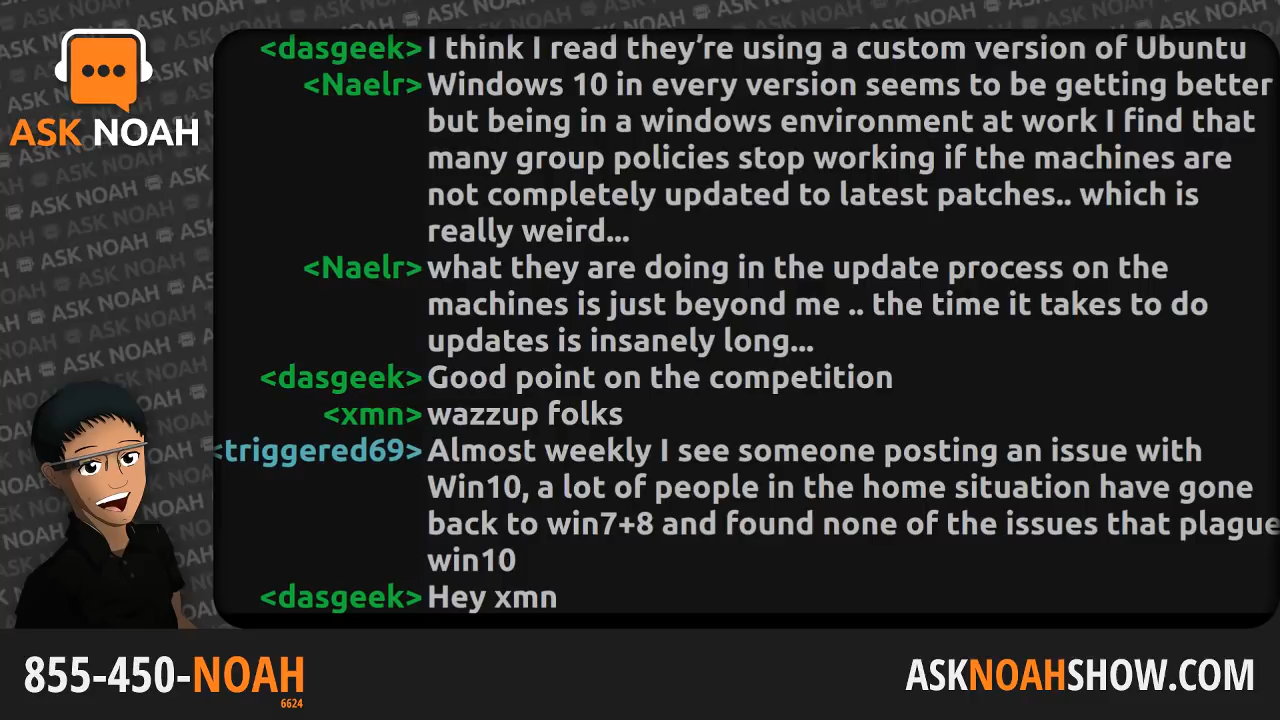 ASK NOAH
<dasgeek> I think I read they're using a custom version of Ubuntu
<Naelr> Windows 10 in every version seems to be getting better
but being in a windows environment at work I find that
many group policies stop working if the machines are
not completely updated to latest patches.. which is
really weird...
<Naelr> what they are doing in the update process on the
machines is just beyond me .. the time it takes to do
updates is insanely long...
<dasgeek> Good point on the competition
<xmn> wazzup folks
<triggered69> Almost weekly I see someone posting an issue with
Win10, a lot of people in the home situation have gone
back to win7+8 and found none of the issues that plague
win10
<dasgeek> Hey xmn
855-450-NOAH
6624
ASKNOAHSHOW.COM